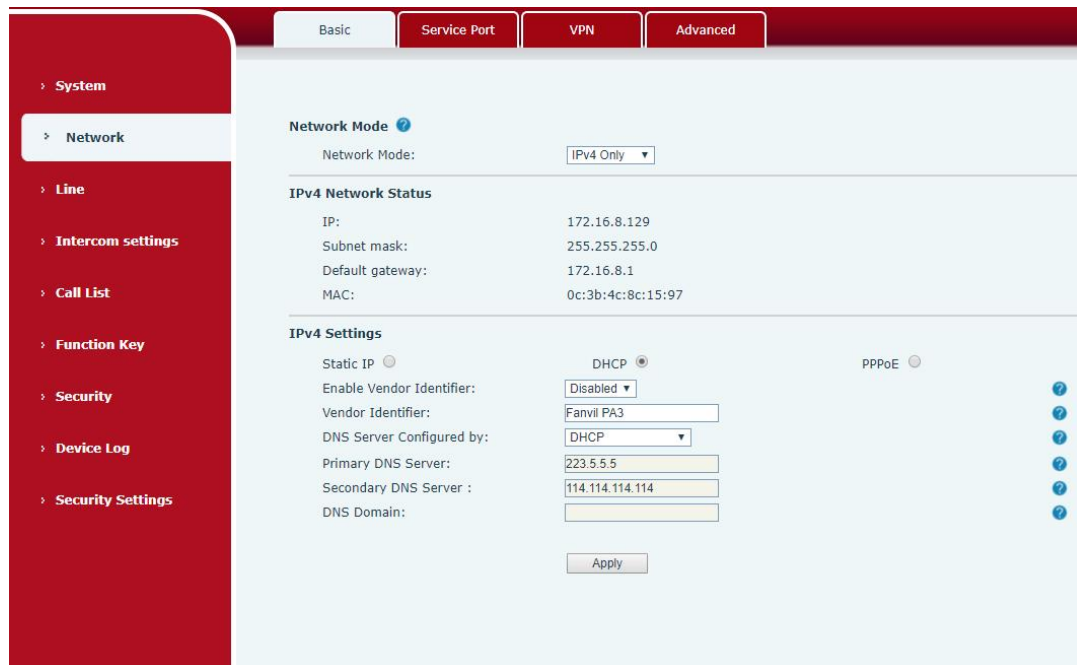 Basic Service Port VPN Advanced
› System
› Network
› Line
› Intercom settings
› Call List
› Function Key
› Security
› Device Log
› Security Settings
Network Mode ?
Network Mode: IPv4 Only ▼
IPv4 Network Status
IP: 172.16.8.129
Subnet mask: 255.255.255.0
Default gateway: 172.16.8.1
MAC: 0c:3b:4c:8c:15:97
IPv4 Settings
Static IP DHCP PPPoE
Enable Vendor Identifier: Disabled ▼ ?
Vendor Identifier: Fanvil PA3 ?
DNS Server Configured by: DHCP ▼ ?
Primary DNS Server: 223.5.5.5 ?
Secondary DNS Server : 114.114.114.114 ?
DNS Domain: ?
Apply